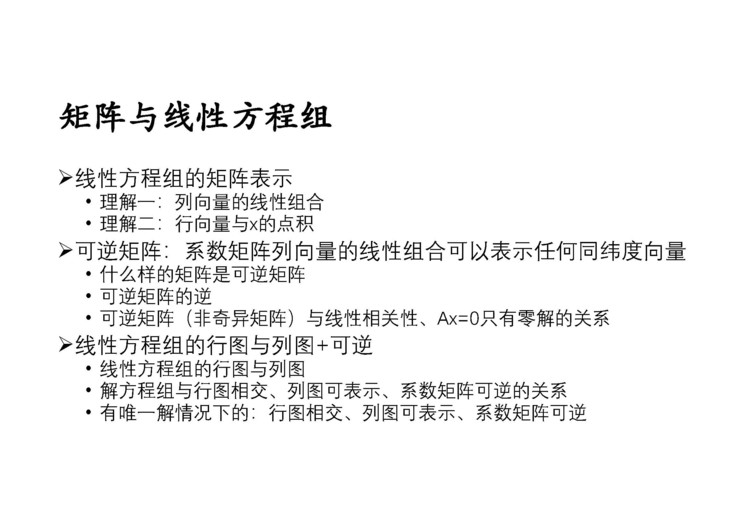 矩阵与线性方程组
➢线性方程组的矩阵表示
• 理解一：列向量的线性组合
• 理解二：行向量与x的点积
➢可逆矩阵：系数矩阵列向量的线性组合可以表示任何同纬度向量
• 什么样的矩阵是可逆矩阵
• 可逆矩阵的逆
• 可逆矩阵（非奇异矩阵）与线性相关性、Ax=0只有零解的关系
➢线性方程组的行图与列图+可逆
• 线性方程组的行图与列图
• 解方程组与行图相交、列图可表示、系数矩阵可逆的关系
• 有唯一解情况下的：行图相交、列图可表示、系数矩阵可逆